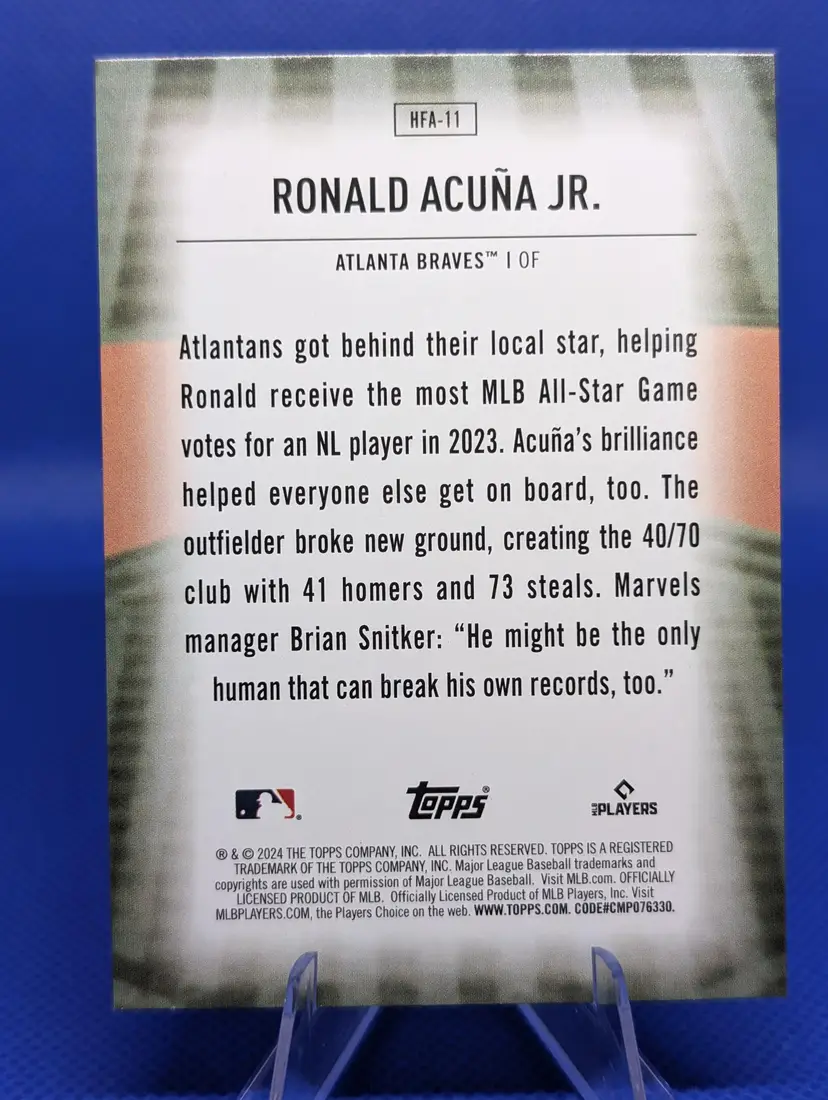 HFA-11
RONALD ACUÑA JR.
ATLANTA BRAVES™ | OF
Atlantans got behind their local star, helping
Ronald receive the most MLB All-Star Game
votes for an NL player in 2023. Acuña's brilliance
helped everyone else get on board, too. The
outfielder broke new ground, creating the 40/70
club with 41 homers and 73 steals. Marvels
manager Brian Snitker: “He might be the only
human that can break his own records, too.”
Topps®
MLB PLAYERS
® & © 2024 THE TOPPS COMPANY, INC. ALL RIGHTS RESERVED. TOPPS IS A REGISTERED
TRADEMARK OF THE TOPPS COMPANY, INC. Major League Baseball trademarks and
copyrights are used with permission of Major League Baseball. Visit MLB.com. OFFICIALLY
LICENSED PRODUCT OF MLB. Officially Licensed Product of MLB Players, Inc. Visit
MLBPLAYERS.COM, the Players Choice on the web. WWW.TOPPS.COM. CODE#CMP076330.